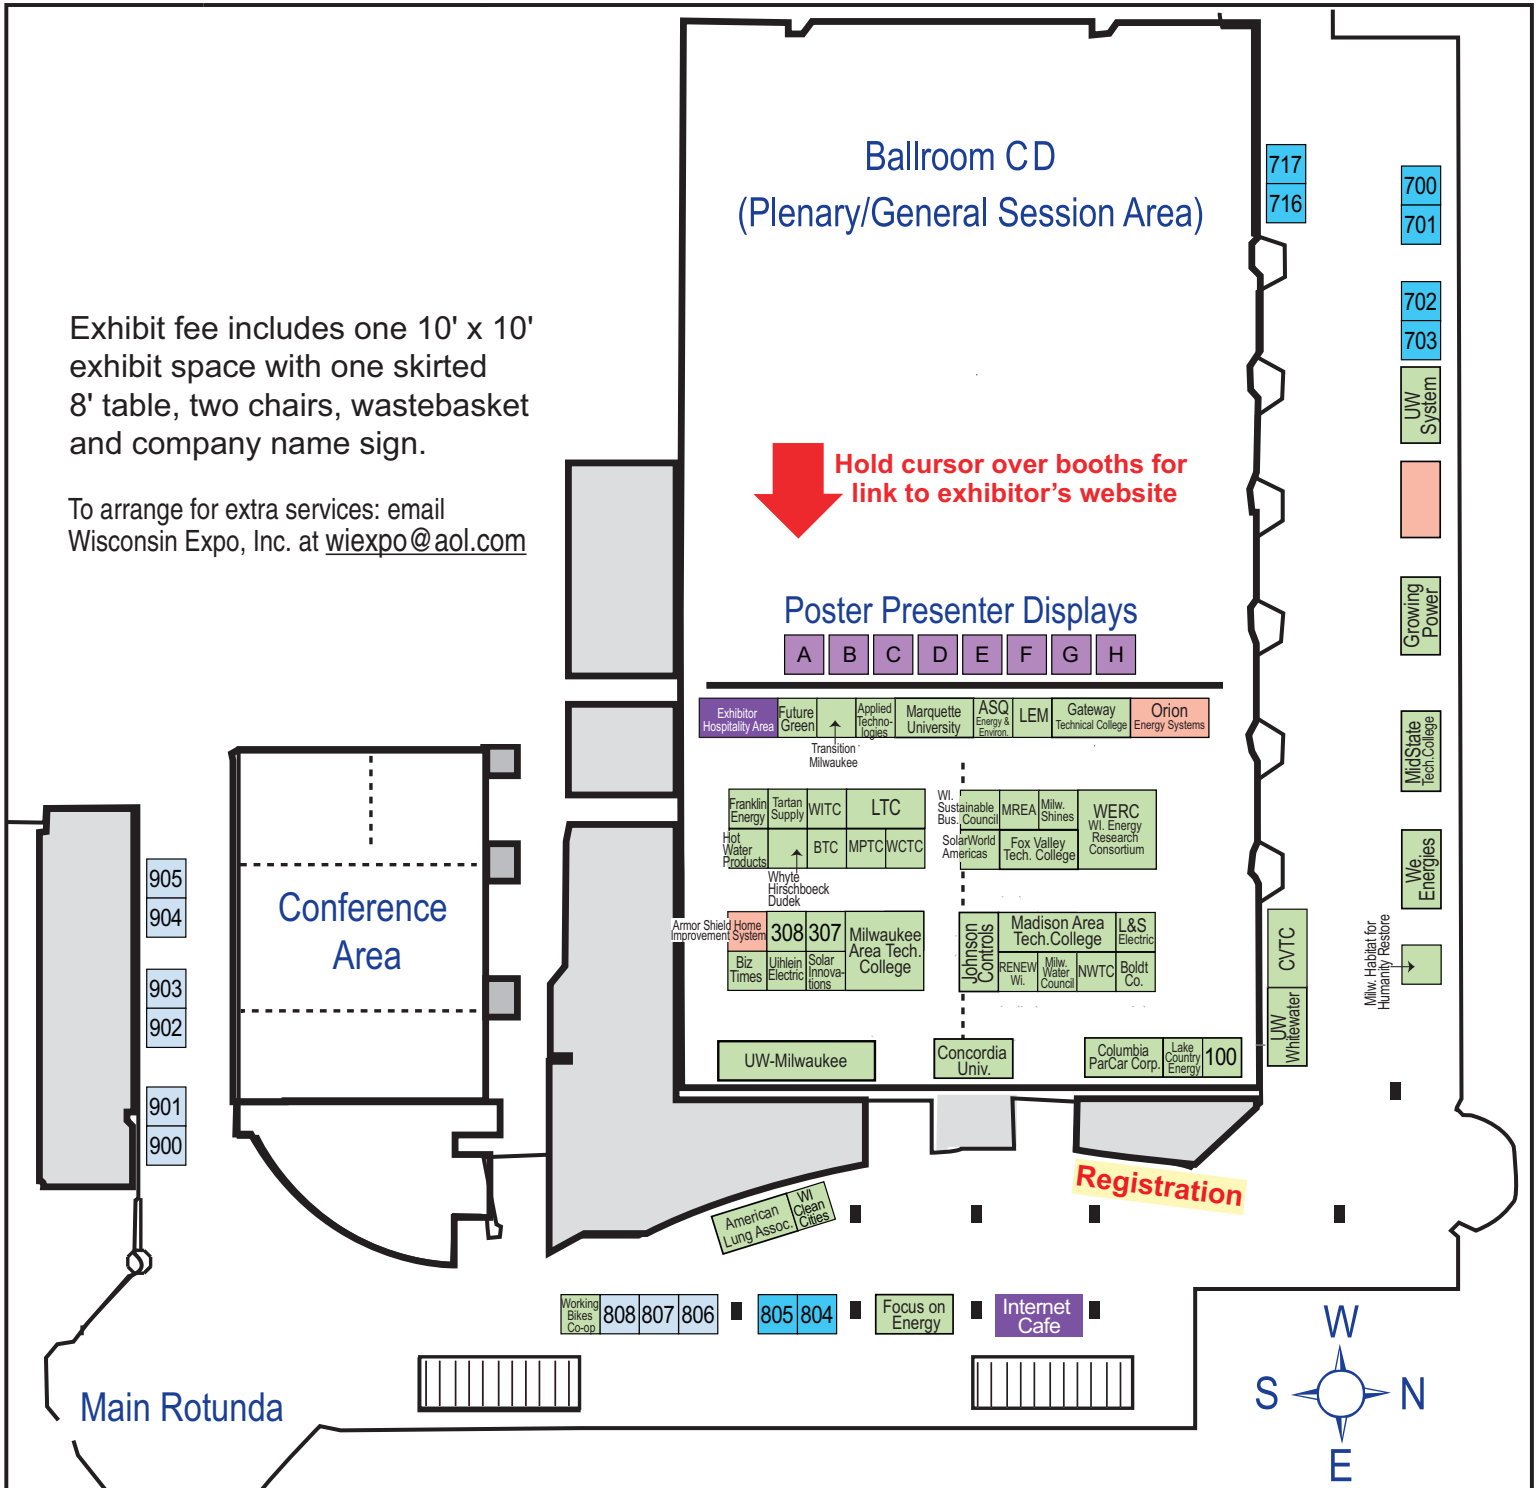 Ballroom CD
(Plenary/General Session Area)
717
716
700
701
702
703
UW
System
Exhibit fee includes one 10' x 10'
exhibit space with one skirted
8' table, two chairs, wastebasket
and company name sign.
To arrange for extra services: email
Wisconsin Expo, Inc. at wiexpo@aol.com
Hold cursor over booths for
link to exhibitor's website
Growing
Power
Poster Presenter Displays
A B C D E F G H
Exhibitor
Hospitality Area
Future
Green
Transition
Milwaukee
Applied
Techno-
logies
Marquette
University
ASQ
Energy &
Environ.
LEM
Gateway
Technical College
Orion
Energy Systems
MidState
Tech.College
Franklin
Energy
Tartan
Supply
WITC
LTC
Hot
Water
Products
Whyte
Hirschboeck
Dudek
BTC
MPTC
WCTC
WI.
Sustainable
Bus. Council
MREA
Milw.
Shines
WERC
WI. Energy
Research
Consortium
SolarWorld
Americas
Fox Valley
Tech. College
We
Energies
905
904
903
902
901
900
Conference
Area
Armor Shield Home
Improvement System
308
307
Milwaukee
Area Tech.
College
Biz
Times
Uihlein
Electric
Solar
Innova-
tions
Johnson
Controls
Madison Area
Tech.College
L&S
Electric
RENEW
Wi.
Milw.
Water
Council
NWTC
Boldt
Co.
CVTC
UW
Whitewater
Milw. Habitat for
Humanity Restore
UW-Milwaukee
Concordia
Univ.
Columbia
ParCar Corp.
Lake
Country
Energy
100
Registration
American
Lung Assoc.
WI
Clean
Cities
Working
Bikes
Co-op
808
807
806
805
804
Focus on
Energy
Internet
Cafe
Main Rotunda
W
S
N
E